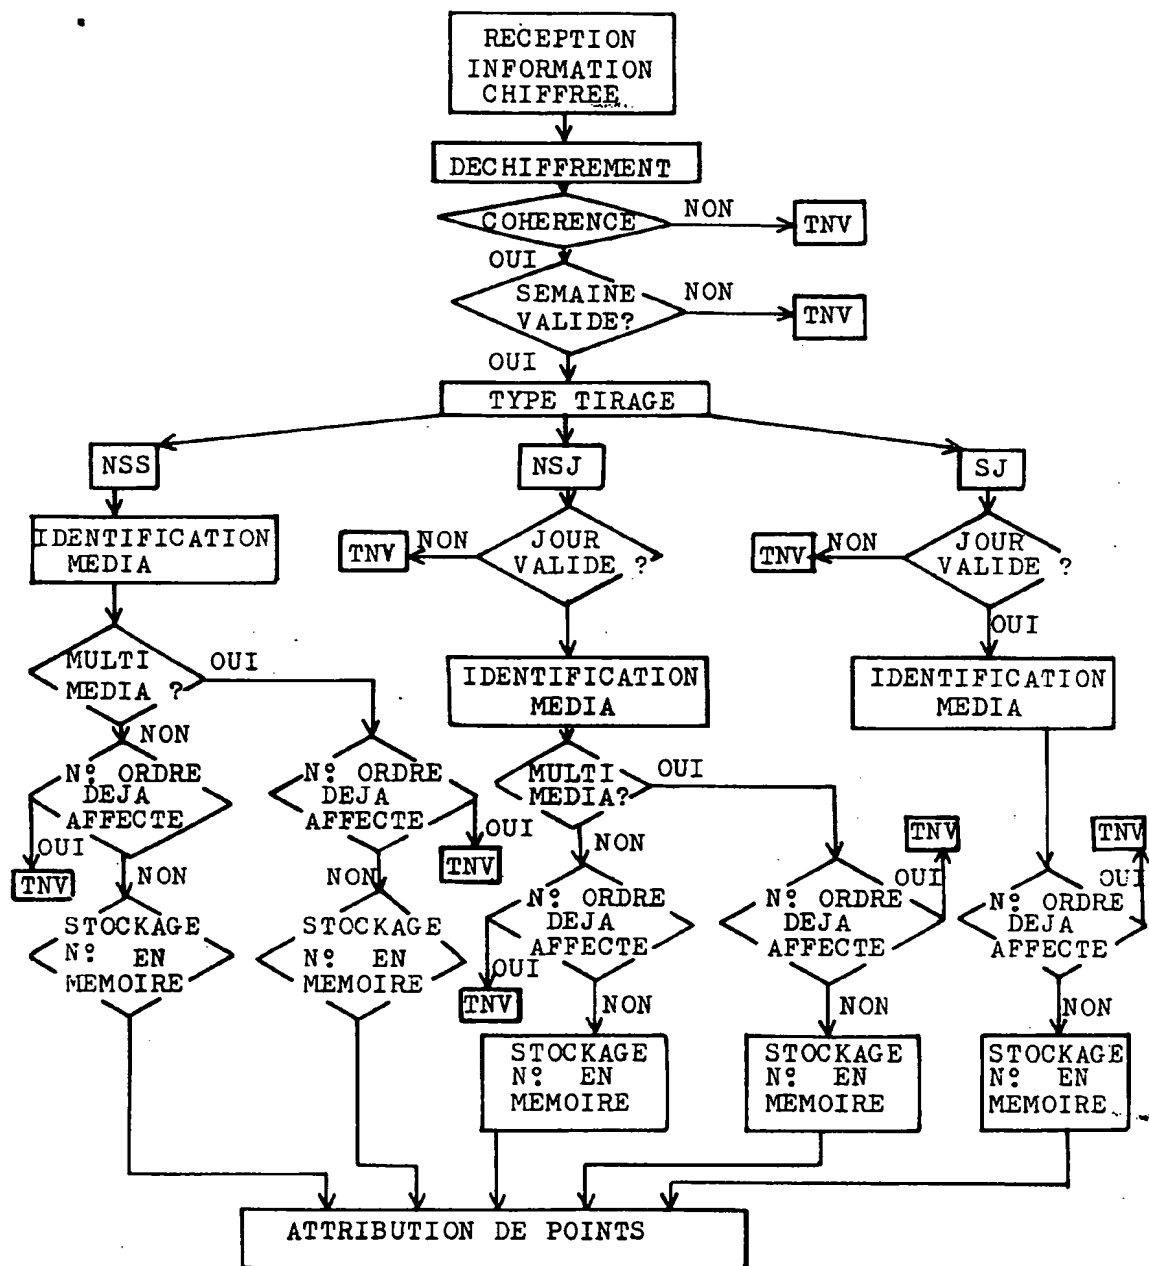 RECEPTION
INFORMATION
CHIFFREE
DECHIFFREMENT
COHERENCE
NON
TNV
OUI
SEMAINE
VALIDE?
NON
TNV
OUI
TYPE TIRAGE
NSS
NSJ
SJ
IDENTIFICATION
MEDIA
TNV
NON
JOUR
VALIDE ?
TNV
NON
JOUR
VALIDE ?
OUI
MULTI
MEDIA ?
OUI
IDENTIFICATION
MEDIA
IDENTIFICATION
MEDIA
NON
N° ORDRE
DEJA
AFFECTE
OUI
TNV
NON
N° ORDRE
DEJA
AFFECTE
OUI
TNV
NON
MULTI
MEDIA?
OUI
NON
TNV
OUI
TNV
OUI
STOCKAGE
N° EN
MEMOIRE
STOCKAGE
N° EN
MEMOIRE
N° ORDRE
DEJA
AFFECTE
OUI
TNV
NON
N° ORDRE
DEJA
AFFECTE
NON
N° ORDRE
DEJA
AFFECTE
NON
STOCKAGE
N° EN
MEMOIRE
STOCKAGE
N° EN
MEMOIRE
STOCKAGE
N° EN
MEMOIRE
ATTRIBUTION DE POINTS